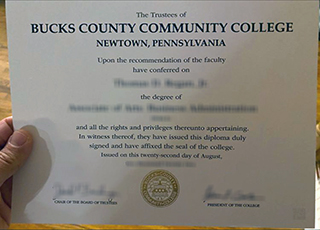 The Trustees of
BUCKS COUNTY COMMUNITY COLLEGE
NEWTOWN, PENNSYLVANIA
Upon the recommendation of the faculty
have conferred on
the degree of
and all the rights and privileges thereunto appertaining.
In witness thereof, they have issued this diploma duly
signed and have affixed the seal of the college.
Issued on this twenty-second day of August,
CHAIR OF THE BOARD OF TRUSTEES
PRESIDENT OF THE COLLEGE